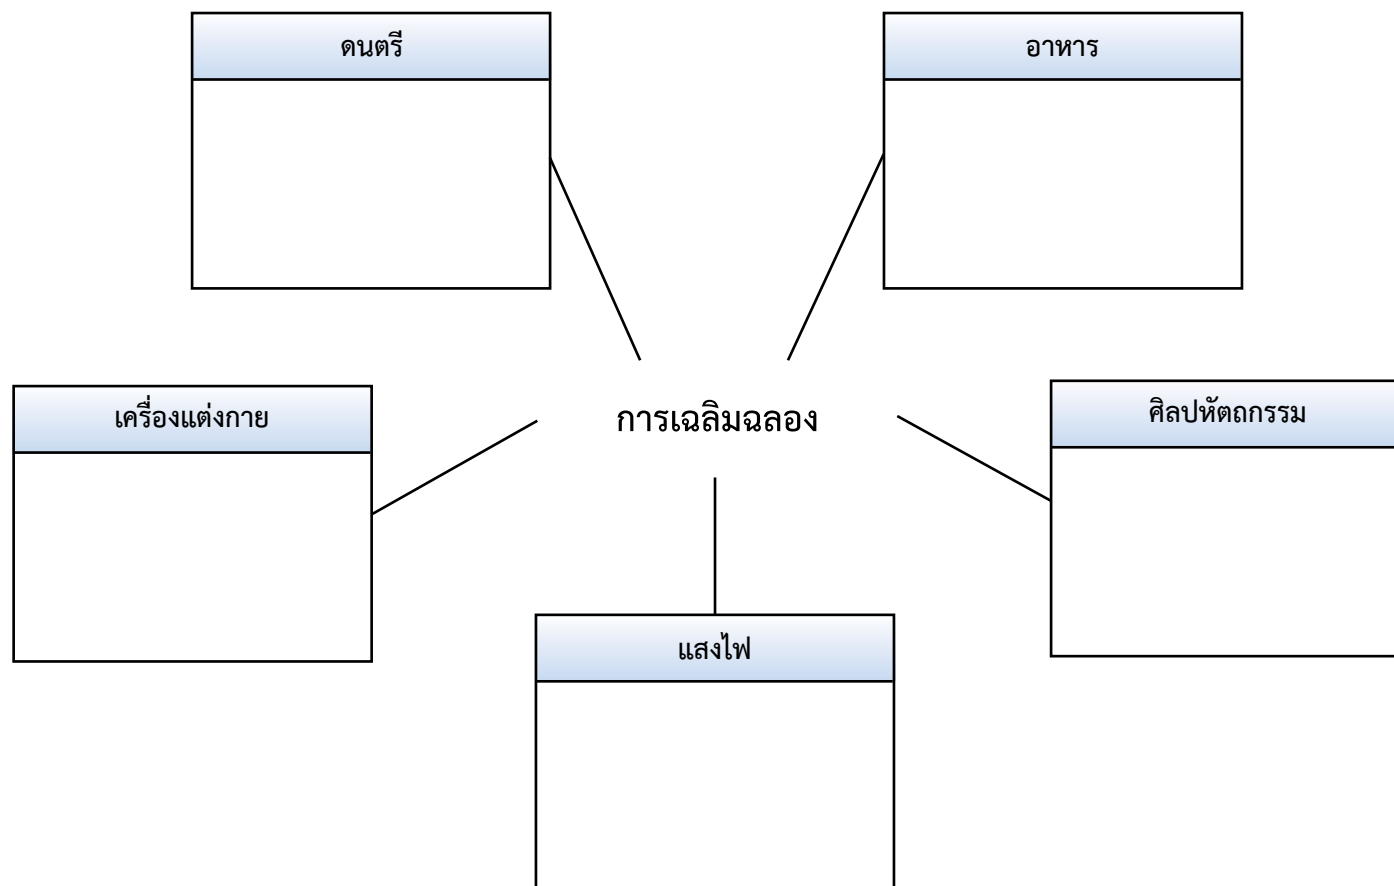 ดนตรี
อาหาร
เครื่องแต่งกาย
การเฉลิมฉลอง
ศิลปหัตถกรรม
แสงไฟ